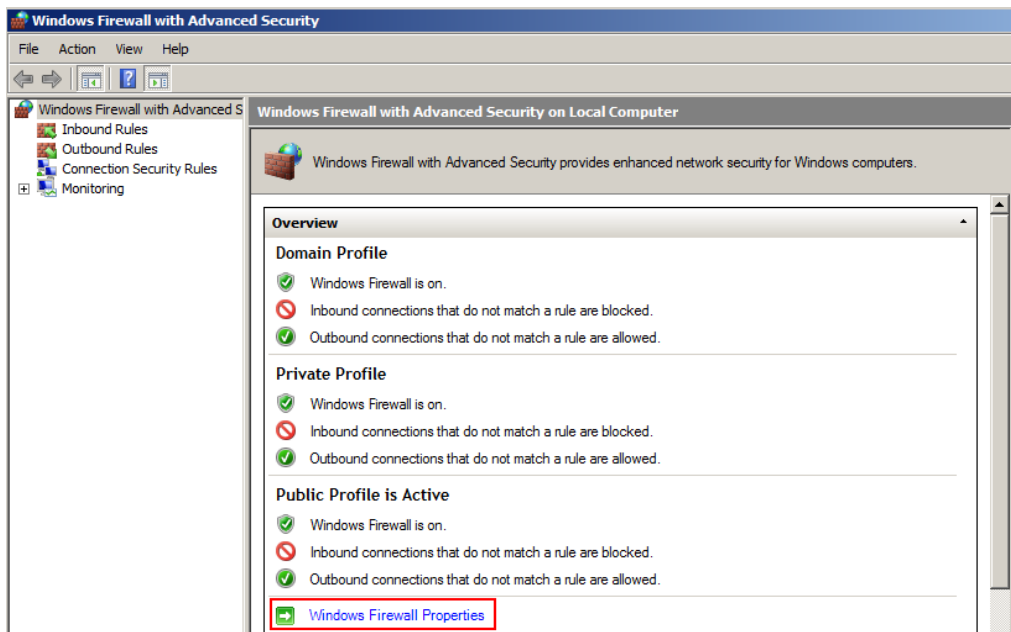 Windows Firewall with Advanced Security
File Action View Help
Windows Firewall with Advanced S
Inbound Rules
Outbound Rules
Connection Security Rules
Monitoring
Windows Firewall with Advanced Security on Local Computer
Windows Firewall with Advanced Security provides enhanced network security for Windows computers.
Overview
Domain Profile
Windows Firewall is on.
Inbound connections that do not match a rule are blocked.
Outbound connections that do not match a rule are allowed.
Private Profile
Windows Firewall is on.
Inbound connections that do not match a rule are blocked.
Outbound connections that do not match a rule are allowed.
Public Profile is Active
Windows Firewall is on.
Inbound connections that do not match a rule are blocked.
Outbound connections that do not match a rule are allowed.
Windows Firewall Properties